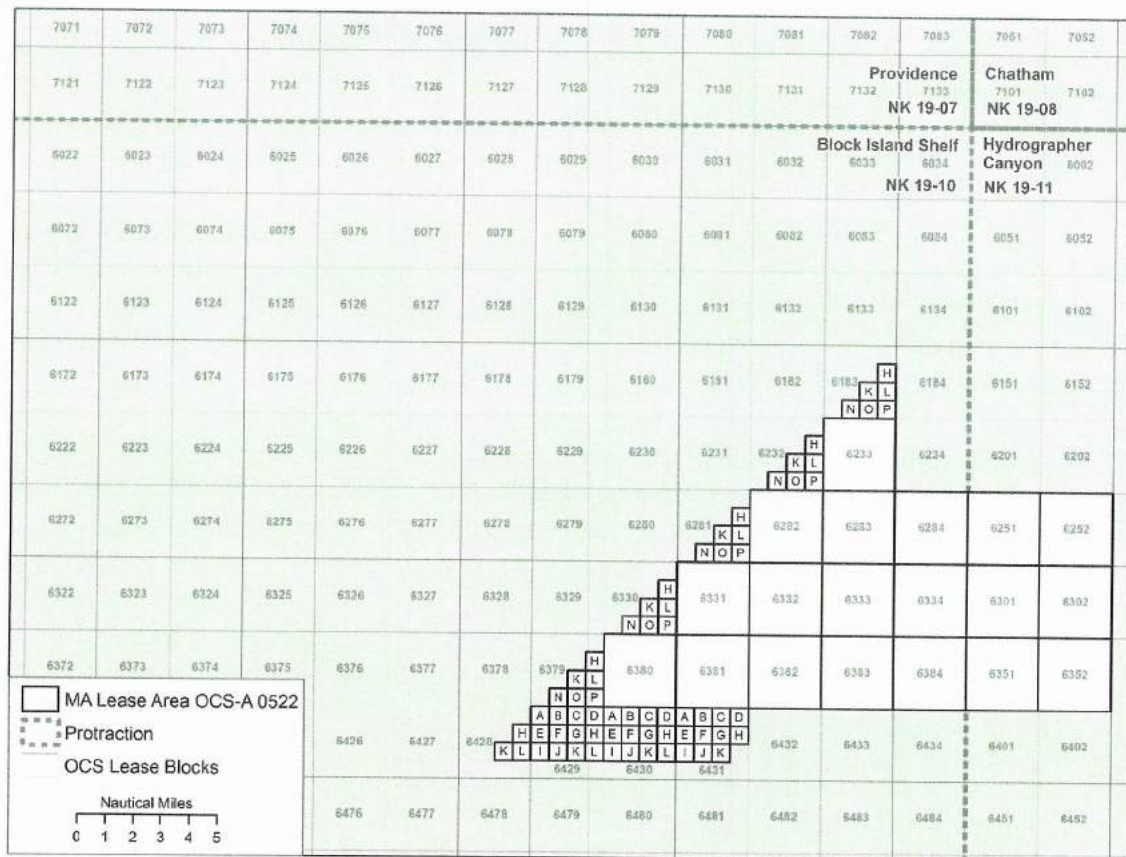 7071 7072 7073 7074 7075 7076 7077 7078 7079 7080 7081 7082 7083 7051 7052
Providence Chatham
7121 7122 7123 7124 7125 7126 7127 7128 7129 7130 7131 7132 7133 7101 7102
NK 19-07 NK 19-08
Block Island Shelf Hydrographer
6022 6023 6024 6025 6026 6027 6028 6029 6030 6031 6032 6033 6034 Canyon 6002
NK 19-10 NK 19-11
6072 6073 6074 6075 6076 6077 6078 6079 6080 6081 6082 6083 6084 6051 6052
6122 6123 6124 6125 6126 6127 6128 6129 6130 6131 6132 6133 6134 6101 6102
H
6172 6173 6174 6175 6176 6177 6178 6179 6180 6181 6182 6183 6184 6151 6152
K L
N O P
H
6222 6223 6224 6225 6226 6227 6228 6229 6230 6231 6232 6233 6234 6201 6202
K L
N O P
H
6272 6273 6274 6275 6276 6277 6278 6279 6280 6281 6282 6283 6284 6251 6252
K L
N O P
H
6322 6323 6324 6325 6326 6327 6328 6329 6330 6331 6332 6333 6334 6301 6302
K L
N O P
H
6372 6373 6374 6375 6376 6377 6378 6379 6380 6381 6382 6383 6384 6351 6352
K L
N O P
A B C D A B C D A B C D
H E F G H E F G H E F G H
6426 6427 6428 6432 6433 6434 6401 6402
K L I J K L I J K L I J K
6429 6430 6431
6476 6477 6478 6479 6480 6481 6482 6483 6484 6451 6452
MA Lease Area OCS-A 0522
Protraction
OCS Lease Blocks
Nautical Miles
0 1 2 3 4 5